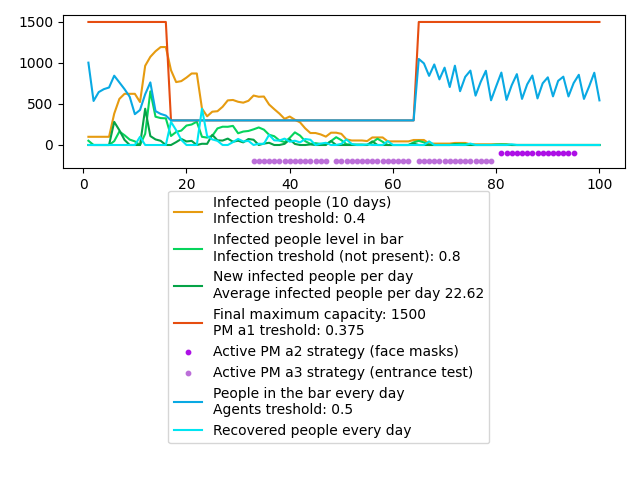 1500
1000
500
0
0 20 40 60 80 100
Infected people (10 days)
Infection treshold: 0.4
Infected people level in bar
Infection treshold (not present): 0.8
New infected people per day
Average infected people per day 22.62
Final maximum capacity: 1500
PM a1 treshold: 0.375
Active PM a2 strategy (face masks)
Active PM a3 strategy (entrance test)
People in the bar every day
Agents treshold: 0.5
Recovered people every day